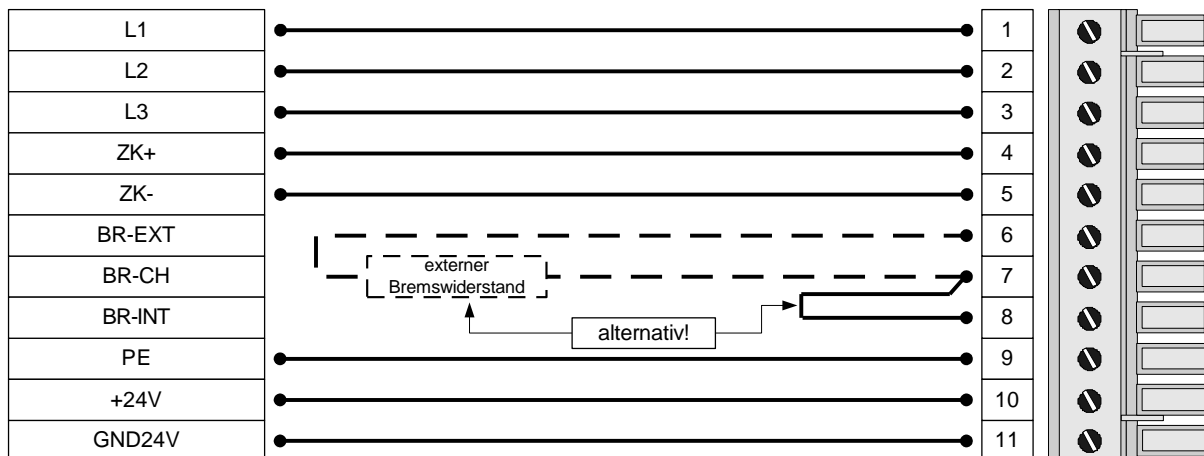 L1 1
L2 2
L3 3
ZK+ 4
ZK- 5
BR-EXT 6
externer
BR-CH 7
Bremswiderstand
BR-INT 8
alternativ!
PE 9
+24V 10
GND24V 11